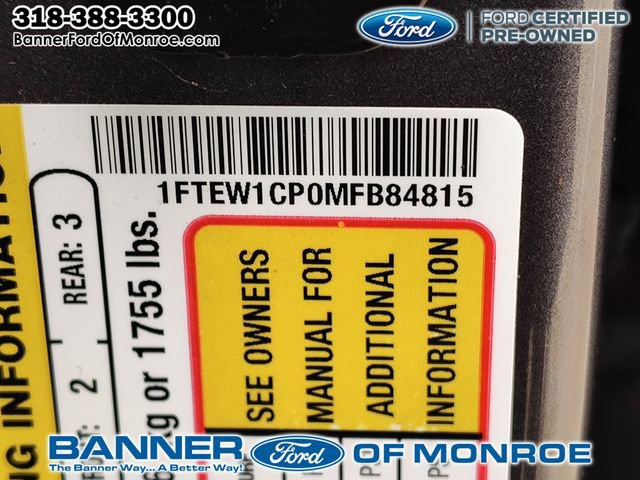 318-388-3300
BannerFordOfMonroe.com
Ford
FORD CERTIFIED
PRE-OWNED
1FTEW1CP0MFB84815
REAR: 3
2
kg or 1755 lbs.
SEE OWNERS
MANUAL FOR
ADDITIONAL
INFORMATION
BANNER
Ford
OF MONROE
The Banner Way... A Better Way!